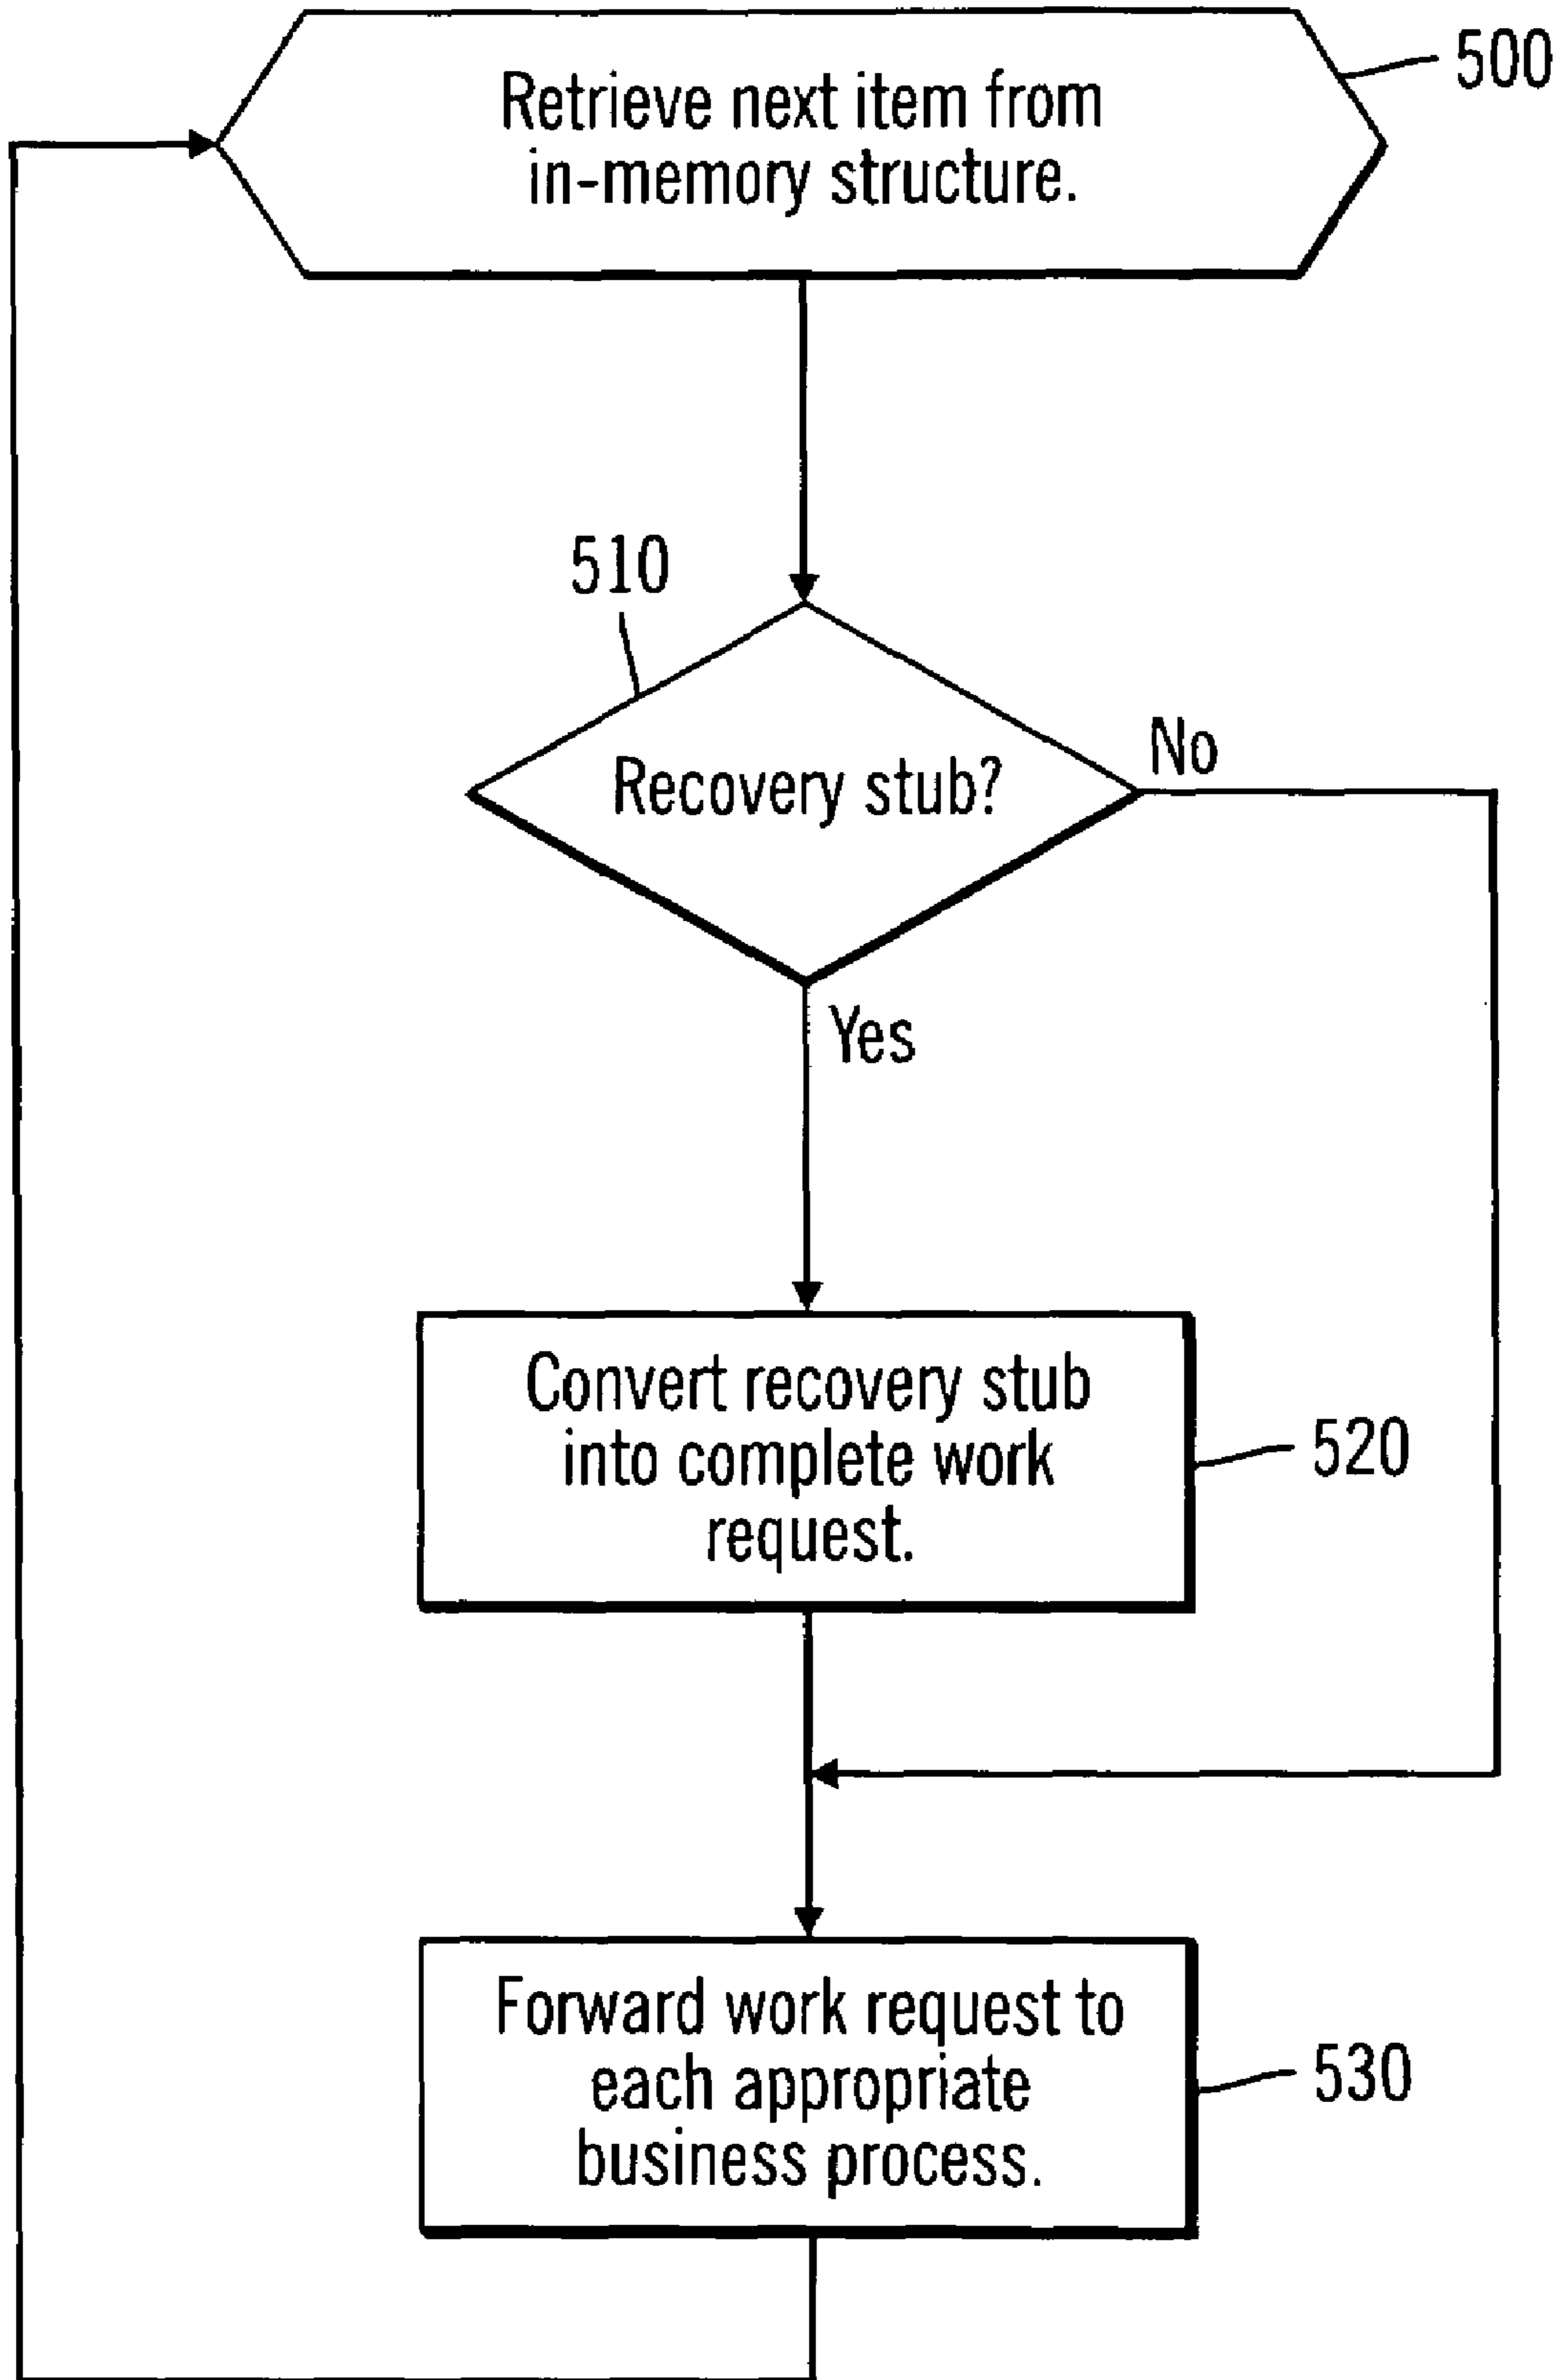 500
Retrieve next item from
in-memory structure.
510
Recovery stub?
No
Yes
Convert recovery stub
into complete work
request.
520
Forward work request to
each appropriate
business process.
530